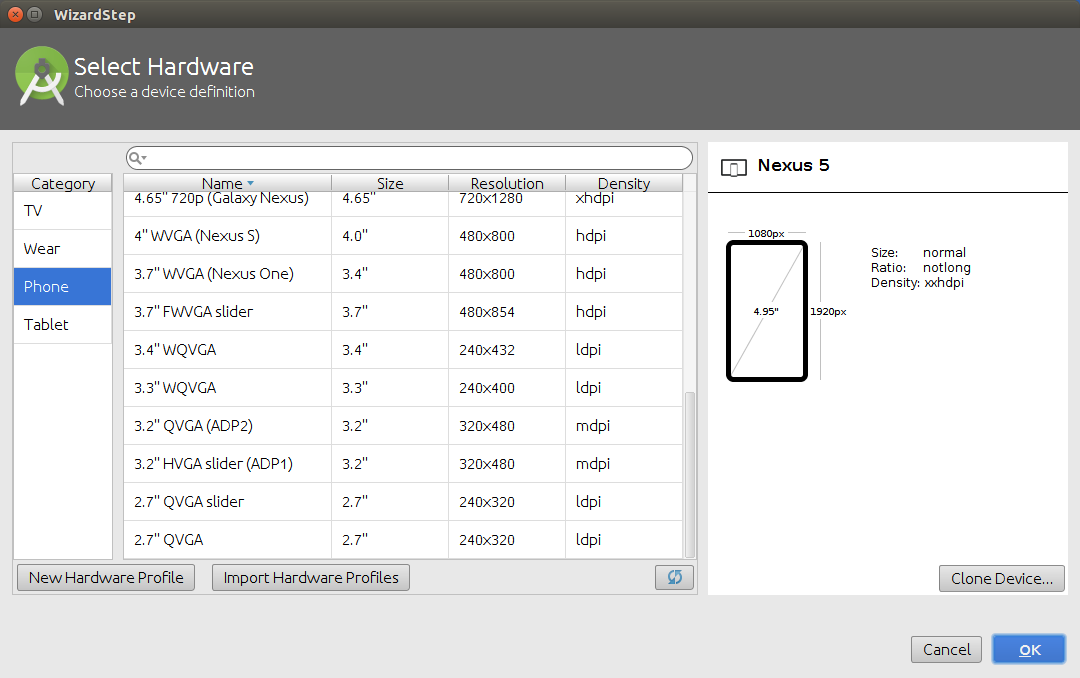 WizardStep
Select Hardware
Choose a device definition
Category
TV
Wear
Phone
Tablet
Name Size Resolution Density
4.65" 720p (Galaxy Nexus) 4.65" 720x1280 xhdpi
4" WVGA (Nexus S) 4.0" 480x800 hdpi
3.7" WVGA (Nexus One) 3.4" 480x800 hdpi
3.7" FWVGA slider 3.7" 480x854 hdpi
3.4" WQVGA 3.4" 240x432 ldpi
3.3" WQVGA 3.3" 240x400 ldpi
3.2" QVGA (ADP2) 3.2" 320x480 mdpi
3.2" HVGA slider (ADP1) 3.2" 320x480 mdpi
2.7" QVGA slider 2.7" 240x320 ldpi
2.7" QVGA 2.7" 240x320 ldpi
New Hardware Profile Import Hardware Profiles
Nexus 5
1080px
4.95"
1920px
Size: normal
Ratio: notlong
Density: xxhdpi
Clone Device...
Cancel OK